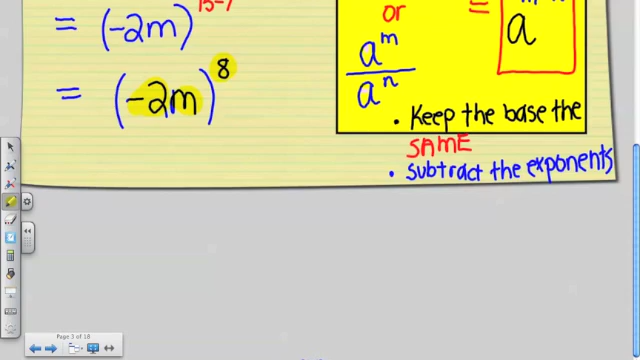 = (-2m)^15-7
= (-2m)^8
or
a^m
a^n
= a
• Keep the base the
SAME
• subtract the exponents
Page 3 of 18